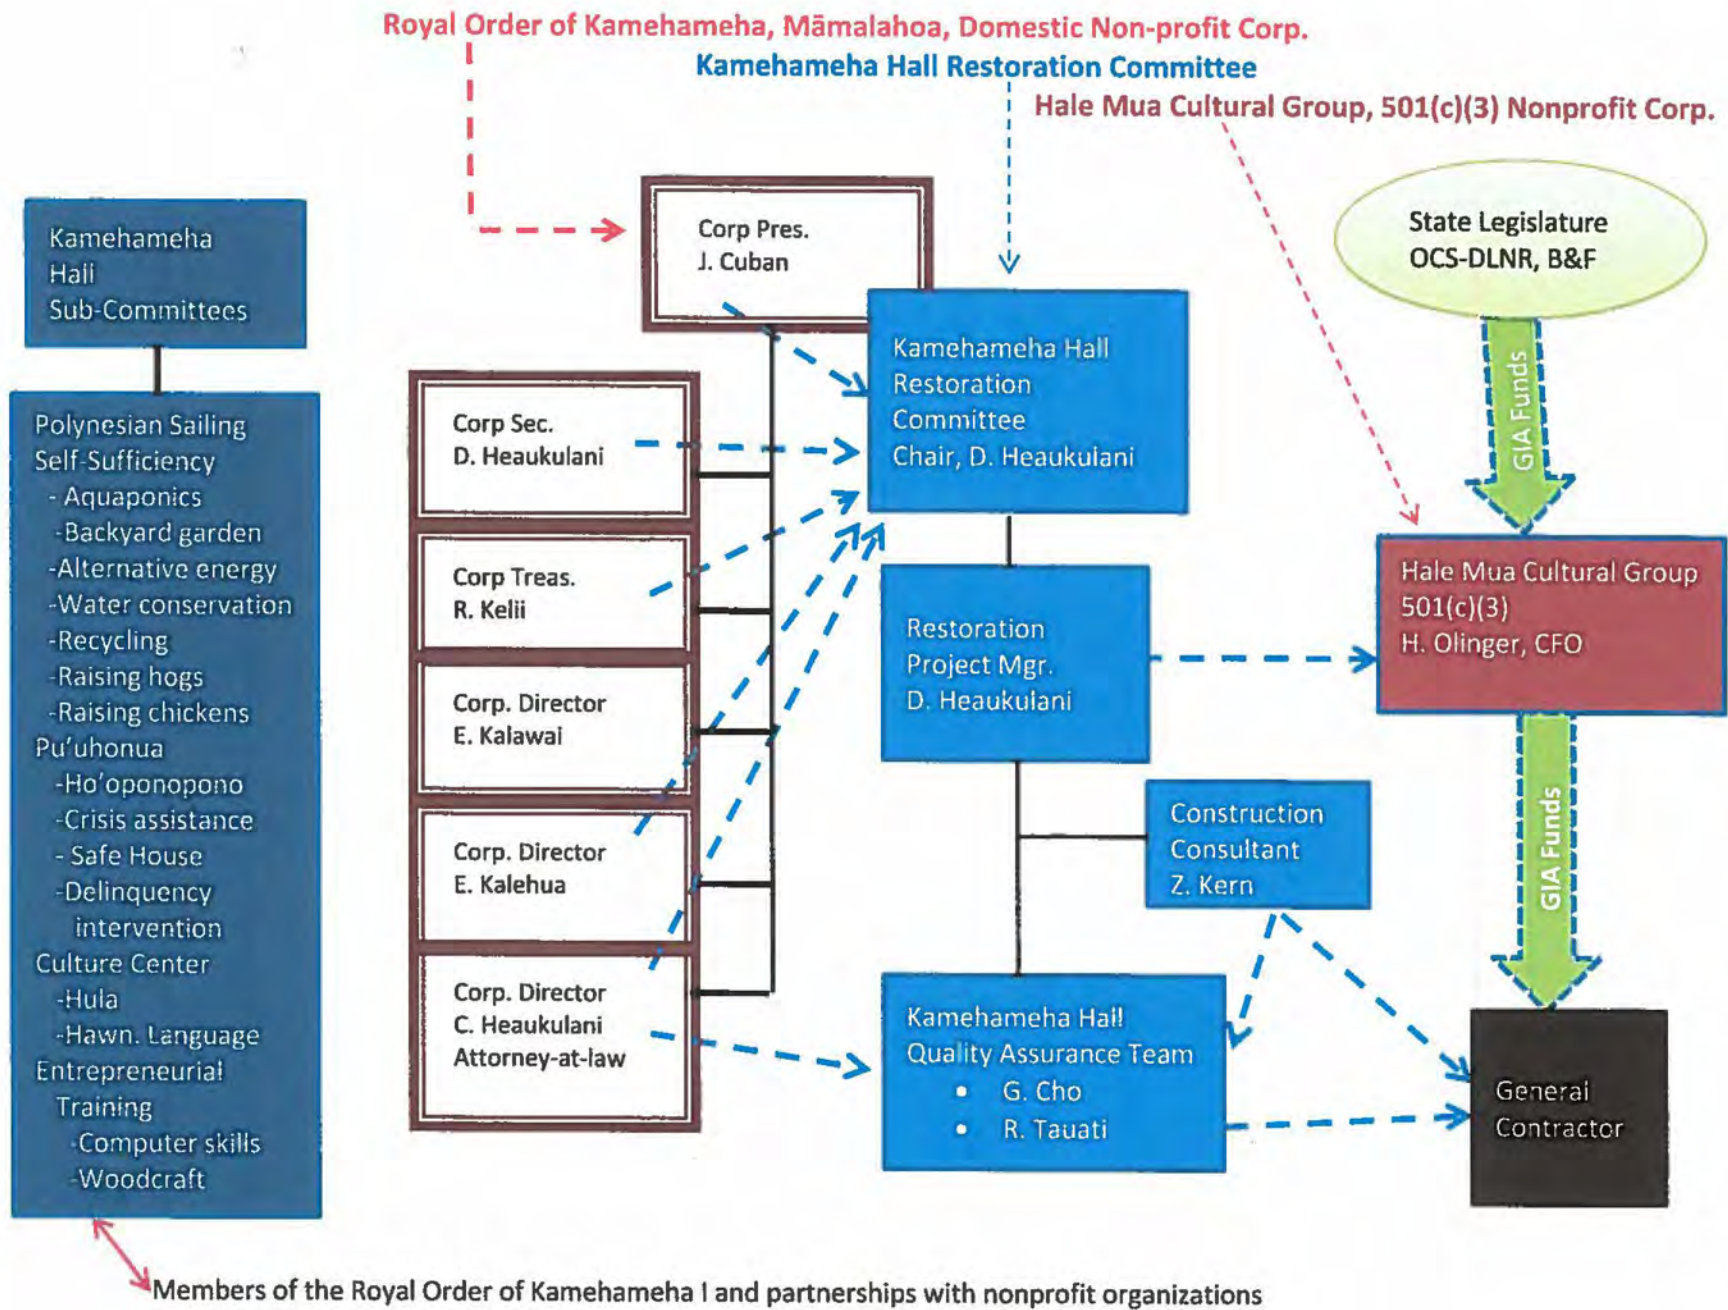 Royal Order of Kamehameha, Māmalahoa, Domestic Non-profit Corp.
Kamehameha Hall Restoration Committee
Hale Mua Cultural Group, 501(c)(3) Nonprofit Corp.
Kamehameha
Hall
Sub-Committees
Polynesian Sailing
Self-Sufficiency
- Aquaponics
-Backyard garden
-Alternative energy
-Water conservation
-Recycling
-Raising hogs
-Raising chickens
Pu'uhonua
-Ho'oponopono
-Crisis assistance
- Safe House
-Delinquency
intervention
Culture Center
-Hula
-Hawn. Language
Entrepreneurial
Training
-Computer skills
-Woodcraft
Corp Pres.
J. Cuban
Corp Sec.
D. Heaukulani
Corp Treas.
R. Kelii
Corp. Director
E. Kalawai
Corp. Director
E. Kalehua
Corp. Director
C. Heaukulani
Attorney-at-law
Kamehameha Hall
Restoration
Committee
Chair, D. Heaukulani
Restoration
Project Mgr.
D. Heaukulani
Construction
Consultant
Z. Kern
Kamehameha Hall
Quality Assurance Team
• G. Cho
• R. Tauati
State Legislature
OCS-DLNR, B&F
GIA Funds
Hale Mua Cultural Group
501(c)(3)
H. Olinger, CFO
GIA Funds
General
Contractor
Members of the Royal Order of Kamehameha I and partnerships with nonprofit organizations